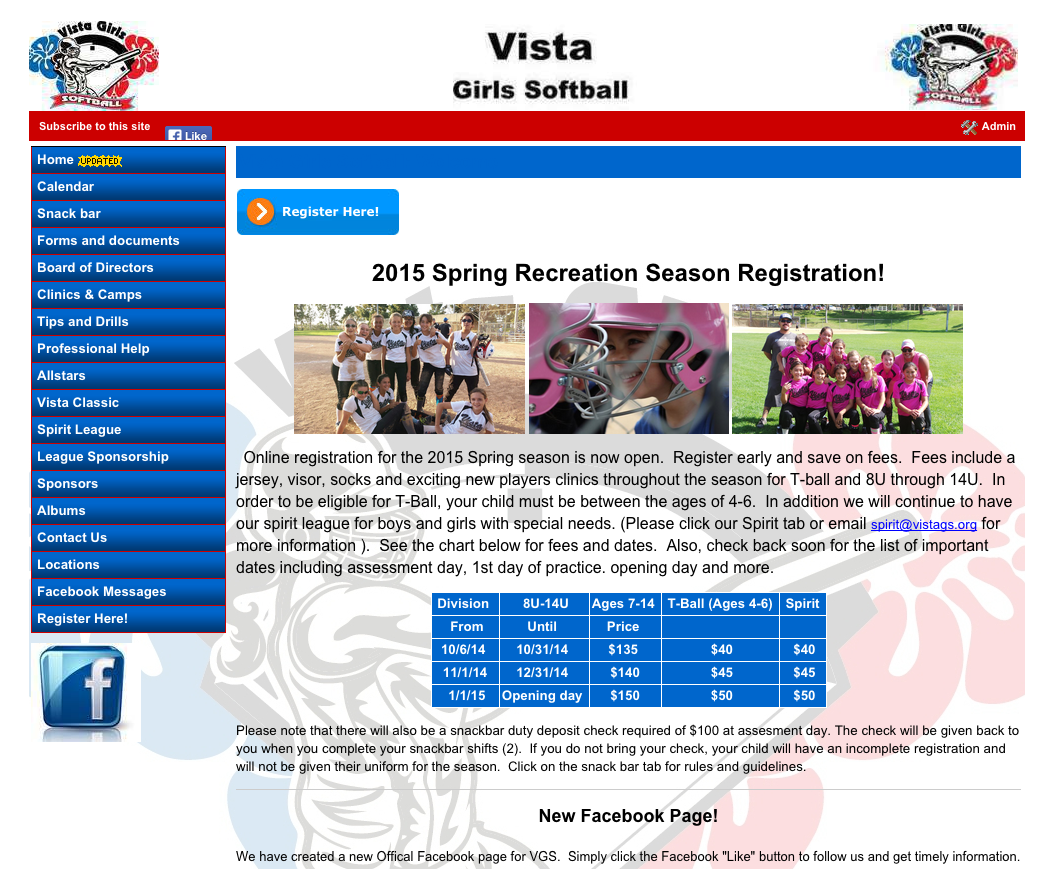 Vista Girls
SOFTBALL
Vista
Girls Softball
Vista Girls
SOFTBALL
Subscribe to this site
Like
Admin
Home UPDATED
Calendar
Snack bar
Forms and documents
Board of Directors
Clinics & Camps
Tips and Drills
Professional Help
Allstars
Vista Classic
Spirit League
League Sponsorship
Sponsors
Albums
Contact Us
Locations
Facebook Messages
Register Here!
Register Here!
2015 Spring Recreation Season Registration!
Online registration for the 2015 Spring season is now open. Register early and save on fees. Fees include a
jersey, visor, socks and exciting new players clinics throughout the season for T-ball and 8U through 14U. In
order to be eligible for T-Ball, your child must be between the ages of 4-6. In addition we will continue to have
our spirit league for boys and girls with special needs. (Please click our Spirit tab or email spirit@vistags.org for
more information ). See the chart below for fees and dates. Also, check back soon for the list of important
dates including assessment day, 1st day of practice. opening day and more.
Division 8U-14U Ages 7-14 T-Ball (Ages 4-6) Spirit
From Until Price
10/6/14 10/31/14 $135 $40 $40
11/1/14 12/31/14 $140 $45 $45
1/1/15 Opening day $150 $50 $50
Please note that there will also be a snackbar duty deposit check required of $100 at assesment day. The check will be given back to
you when you complete your snackbar shifts (2). If you do not bring your check, your child will have an incomplete registration and
will not be given their uniform for the season. Click on the snack bar tab for rules and guidelines.
New Facebook Page!
We have created a new Offical Facebook page for VGS. Simply click the Facebook "Like" button to follow us and get timely information.